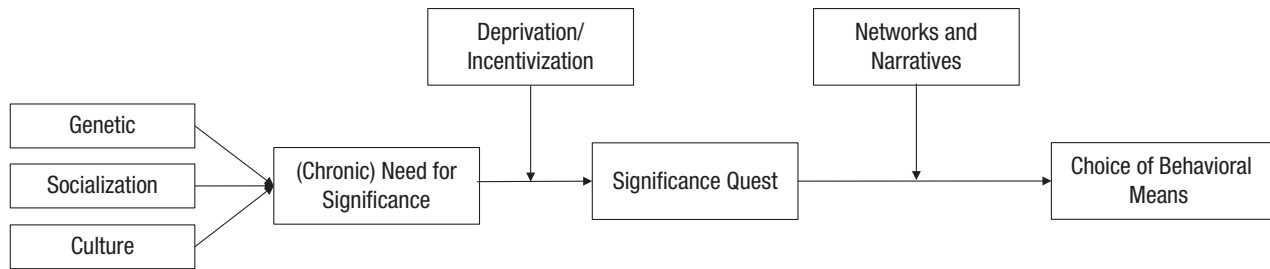 Deprivation/
Incentivization
Networks and
Narratives
Genetic
Socialization
Culture
(Chronic) Need for
Significance
Significance Quest
Choice of Behavioral
Means